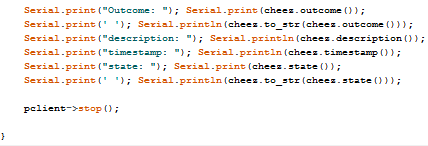 Serial.print("Outcome: "); Serial.print(cheez.outcome());
Serial.print(' '); Serial.println(cheez.to_str(cheez.outcome()));
Serial.print("description: "); Serial.println(cheez.description());
Serial.print("timestamp: "); Serial.println(cheez.timestamp());
Serial.print("state: "); Serial.print(cheez.state());
Serial.print(' '); Serial.println(cheez.to_str(cheez.state()));
pclient->stop();
}